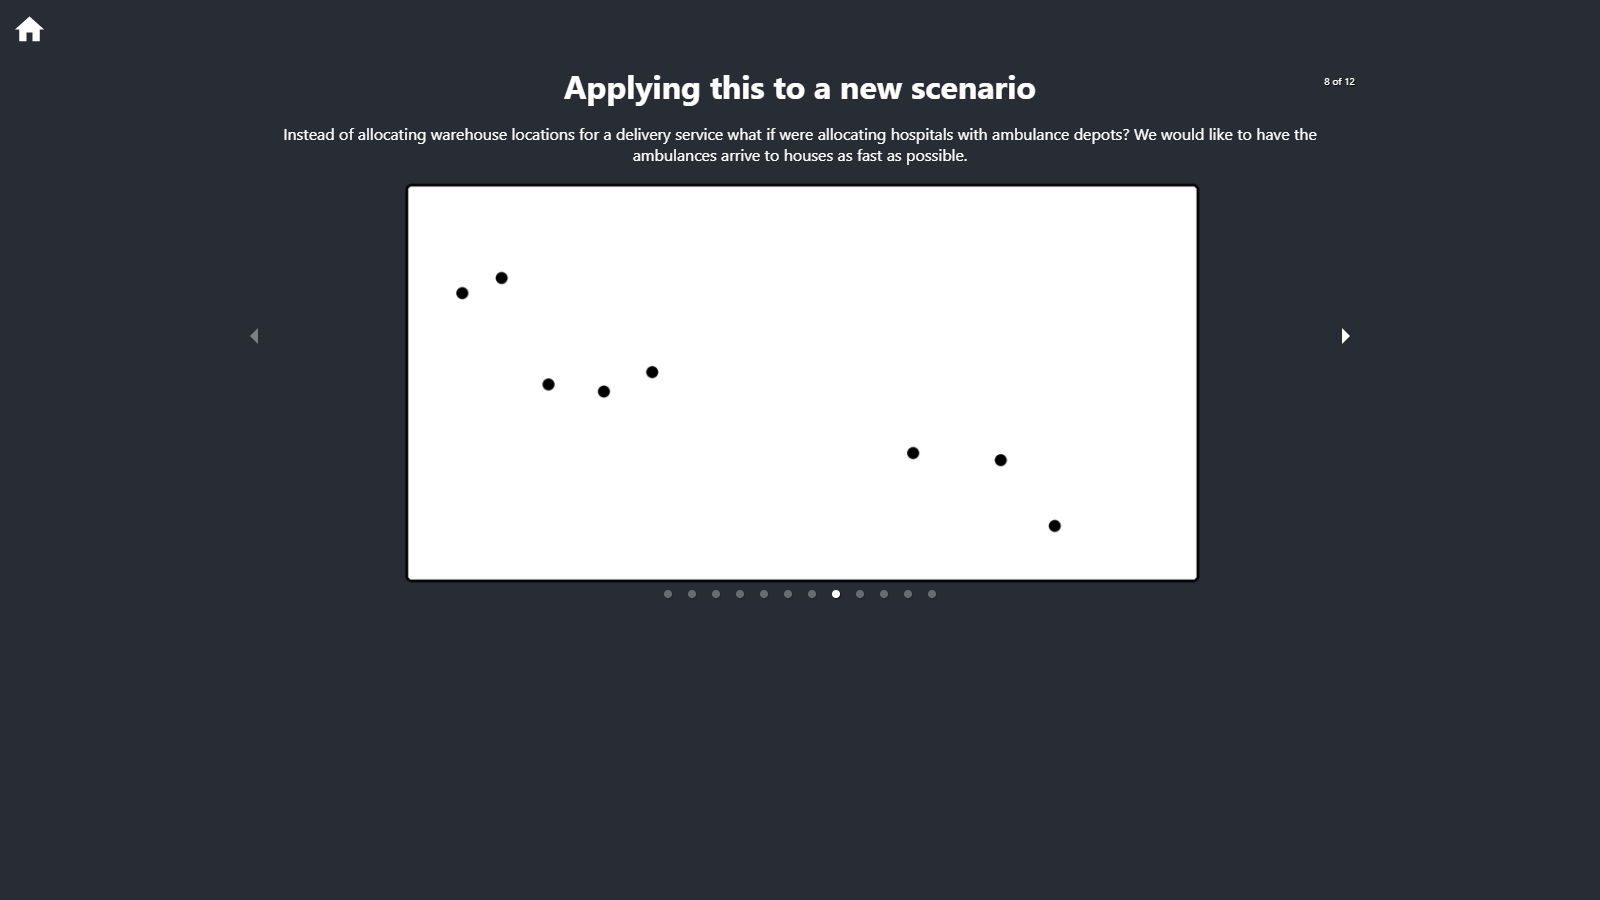 Applying this to a new scenario
8 of 12
Instead of allocating warehouse locations for a delivery service what if were allocating hospitals with ambulance depots? We would like to have the
ambulances arrive to houses as fast as possible.